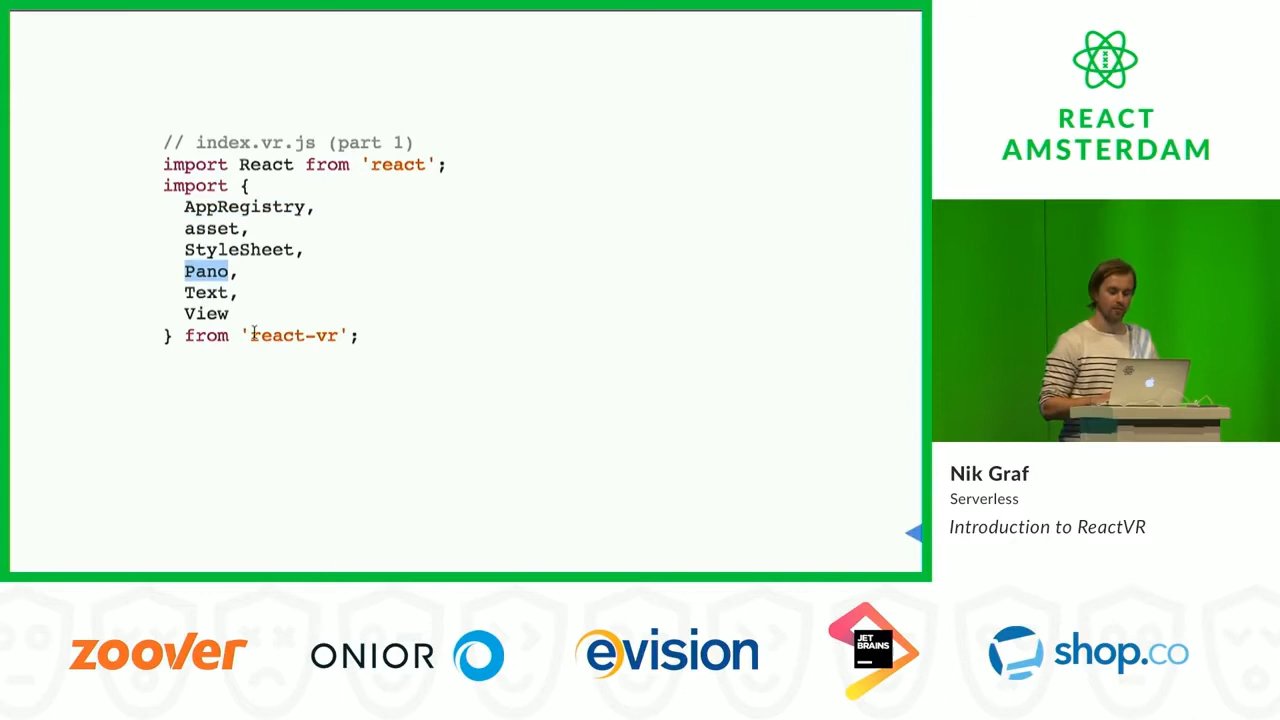 // index.vr.js (part 1)
import React from 'react';
import {
AppRegistry,
asset,
StyleSheet,
Pano,
Text,
View
} from 'react-vr';
REACT
AMSTERDAM
Nik Graf
Serverless
Introduction to ReactVR
zoover
ONIOR
evision
JET
BRAINS
shop.co